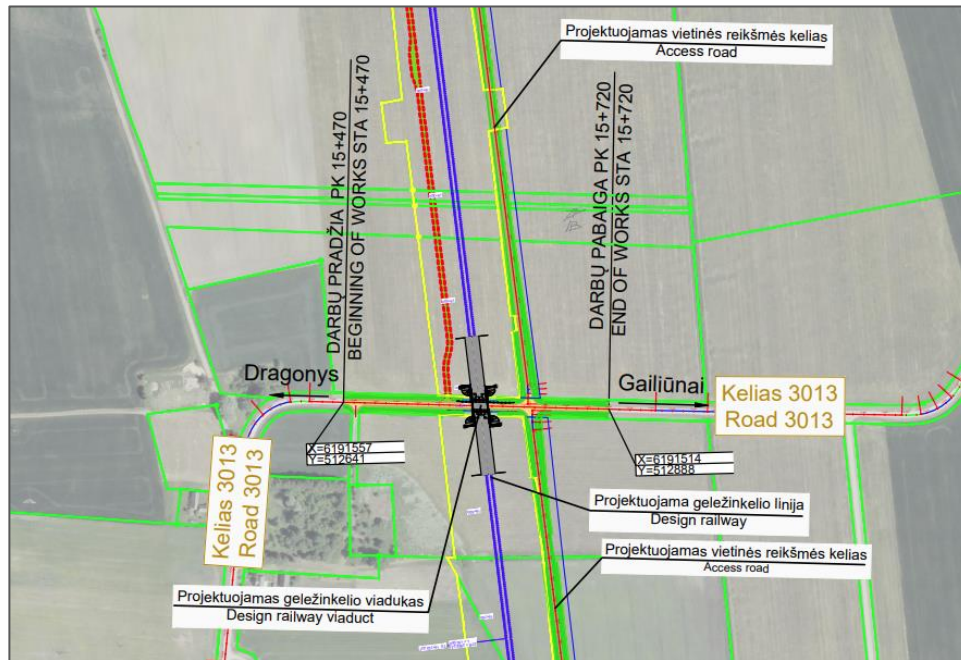 Projektuojamas vietinės reikšmės kelias
Access road
DARBŲ PRADŽIA PK 15+470
BEGINNING OF WORKS STA 15+470
DARBŲ PABAIGA PK 15+720
END OF WORKS STA 15+720
Dragonys
Gailiūnai
Kelias 3013
Road 3013
X=6191557
Y=512641
X=6191514
Y=512888
Kelias 3013
Road 3013
Projektuojama geležinkelio linija
Design railway
Projektuojamas vietinės reikšmės kelias
Access road
Projektuojamas geležinkelio viadukas
Design railway viaduct